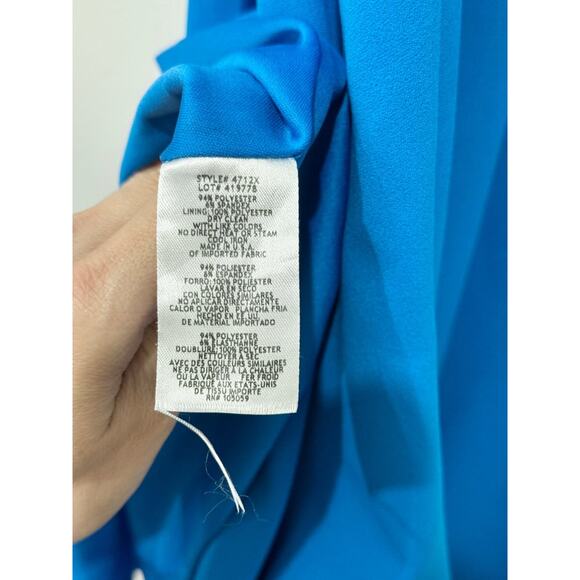 STYLE# 4712X
LOT# 419778
94% POLYESTER
6% SPANDEX
LINING: 100% POLYESTER
DRY CLEAN
WITH LIKE COLORS
NO DIRECT HEAT OR STEAM
COOL IRON
MADE IN U.S.A.
OF IMPORTED FABRIC
94% POLIESTER
6% ESPANDEX
FORRO: 100% POLIESTER
LAVAR EN SECO
CON COLORES SIMILARES
NO APLICAR DIRECTAMENTE
CALOR O VAPOR PLANCHA FRIA
HECHO EN EE.UU.
DE MATERIAL IMPORTADO
94% POLYESTER
6% ELASTHANNE
DOUBLURE: 100% POLYESTER
NETTOYER À SEC
AVEC DES COULEURS SIMILAIRES
NE PAS DIRIGER À LA CHALEUR
OU LA VAPEUR FER FROID
FABRIQUÉ AUX ETATS-UNIS
DE TISSU IMPORTE
RN# 105059